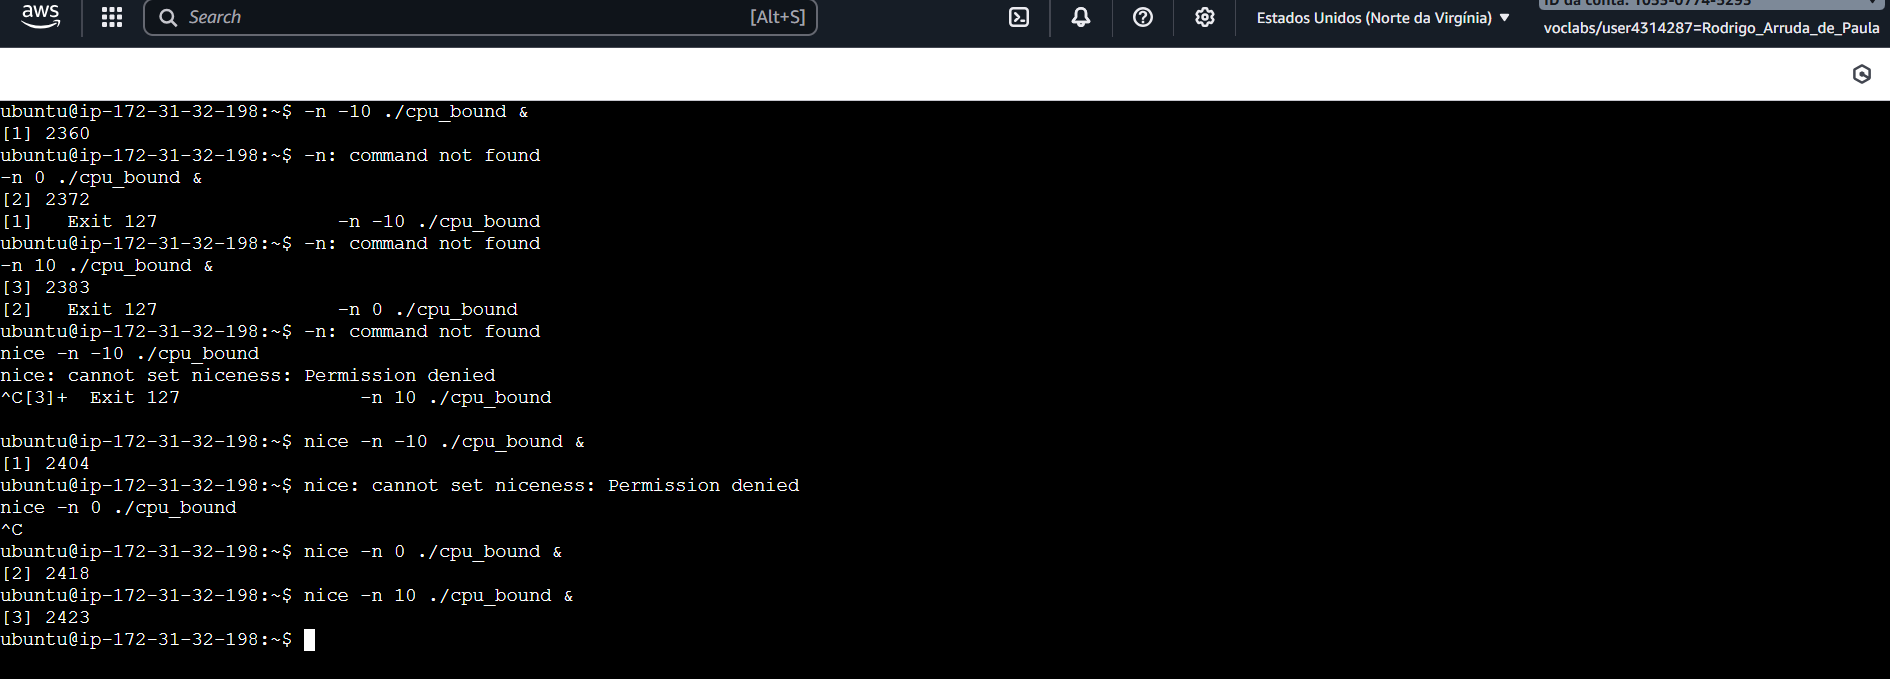 aws
Search
[Alt+S]
Estados Unidos (Norte da Virgínia) ▼
voclabs/user4314287=Rodrigo_Arruda_de_Paula
ubuntu@ip-172-31-32-198:~$ -n -10 ./cpu_bound &
[1] 2360
ubuntu@ip-172-31-32-198:~$ -n: command not found
-n 0 ./cpu_bound &
[2] 2372
[1]   Exit 127                -n -10 ./cpu_bound
ubuntu@ip-172-31-32-198:~$ -n: command not found
-n 10 ./cpu_bound &
[3] 2383
[2]   Exit 127                -n 0 ./cpu_bound
ubuntu@ip-172-31-32-198:~$ -n: command not found
nice -n -10 ./cpu_bound
nice: cannot set niceness: Permission denied
^C[3]+  Exit 127                -n 10 ./cpu_bound
ubuntu@ip-172-31-32-198:~$ nice -n -10 ./cpu_bound &
[1] 2404
ubuntu@ip-172-31-32-198:~$ nice: cannot set niceness: Permission denied
nice -n 0 ./cpu_bound
^C
ubuntu@ip-172-31-32-198:~$ nice -n 0 ./cpu_bound &
[2] 2418
ubuntu@ip-172-31-32-198:~$ nice -n 10 ./cpu_bound &
[3] 2423
ubuntu@ip-172-31-32-198:~$